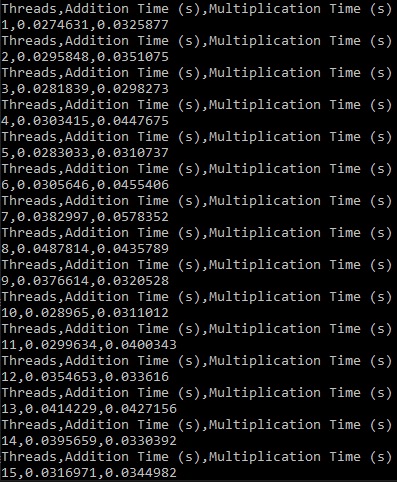 Threads,Addition Time (s),Multiplication Time (s)
1,0.0274631,0.0325877
Threads,Addition Time (s),Multiplication Time (s)
2,0.0295848,0.0351075
Threads,Addition Time (s),Multiplication Time (s)
3,0.0281839,0.0298273
Threads,Addition Time (s),Multiplication Time (s)
4,0.0303415,0.0447675
Threads,Addition Time (s),Multiplication Time (s)
5,0.0283033,0.0310737
Threads,Addition Time (s),Multiplication Time (s)
6,0.0305646,0.0455406
Threads,Addition Time (s),Multiplication Time (s)
7,0.0382997,0.0578352
Threads,Addition Time (s),Multiplication Time (s)
8,0.0487814,0.0435789
Threads,Addition Time (s),Multiplication Time (s)
9,0.0376614,0.0320528
Threads,Addition Time (s),Multiplication Time (s)
10,0.028965,0.0311012
Threads,Addition Time (s),Multiplication Time (s)
11,0.0299634,0.0400343
Threads,Addition Time (s),Multiplication Time (s)
12,0.0354653,0.033616
Threads,Addition Time (s),Multiplication Time (s)
13,0.0414229,0.0427156
Threads,Addition Time (s),Multiplication Time (s)
14,0.0395659,0.0330392
Threads,Addition Time (s),Multiplication Time (s)
15,0.0316971,0.0344982